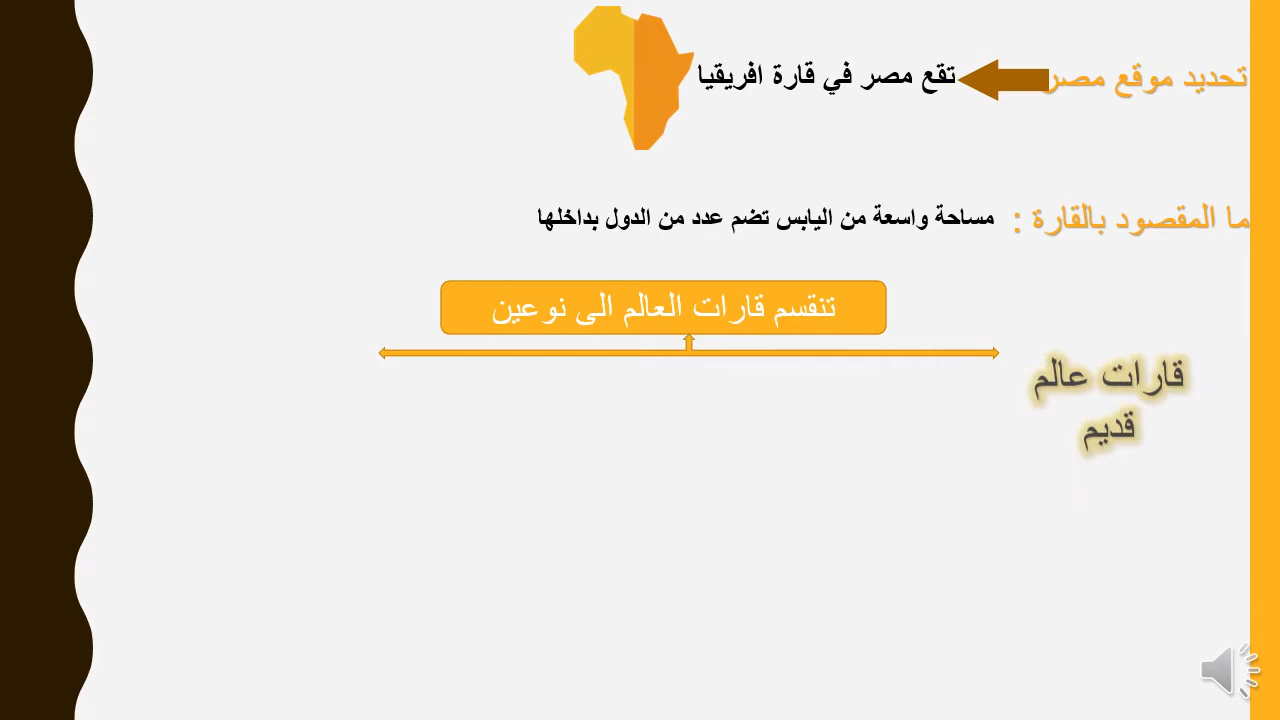 تحديد موقع مصر تقع مصر في قارة افريقيا
ما المقصود بالقارة : مساحة واسعة من اليابس تضم عدد من الدول بداخلها
تنقسم قارات العالم الى نوعين
قارات عالم
قديم